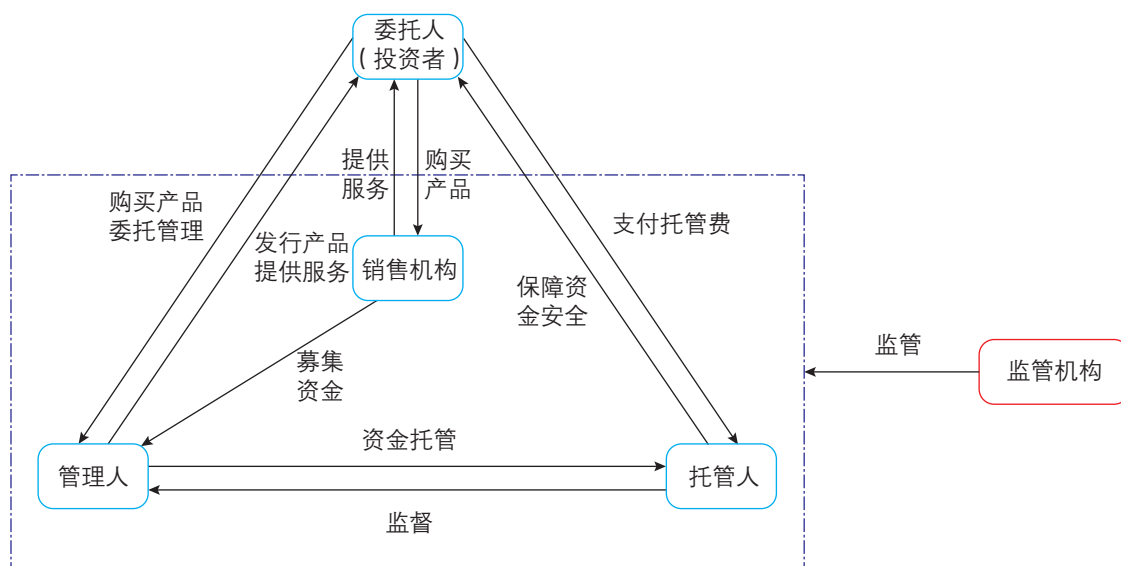 委托人
(投资者)
提供
服务
购买
产品
购买产品
委托管理
发行产品
提供服务
销售机构
支付托管费
保障资
金安全
募集
资金
监管
监管机构
资金托管
管理人
托管人
监督